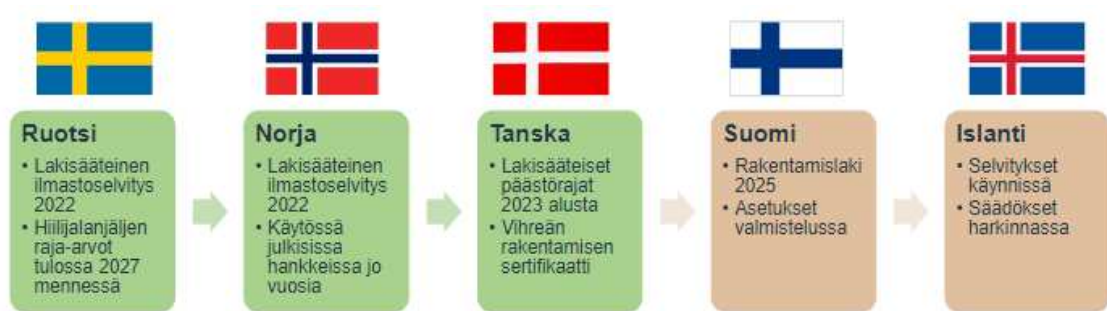 Ruotsi
• Lakisääteinen
ilmastoselvitys
2022
• Hiilijalanjäljen
raja-arvot
tulossa 2027
mennessä
Norja
• Lakisääteinen
ilmastoselvitys
2022
• Käytössä
julkisissa
hankkeissa jo
vuosia
Tanska
• Lakisääteiset
päästörajat
2023 alusta
• Vihreän
rakentamisen
sertifikaatti
Suomi
• Rakentamislaki
2025
• Asetukset
valmistelussa
Islanti
• Selvitykset
käynnissä
• Säädökset
harkinnassa